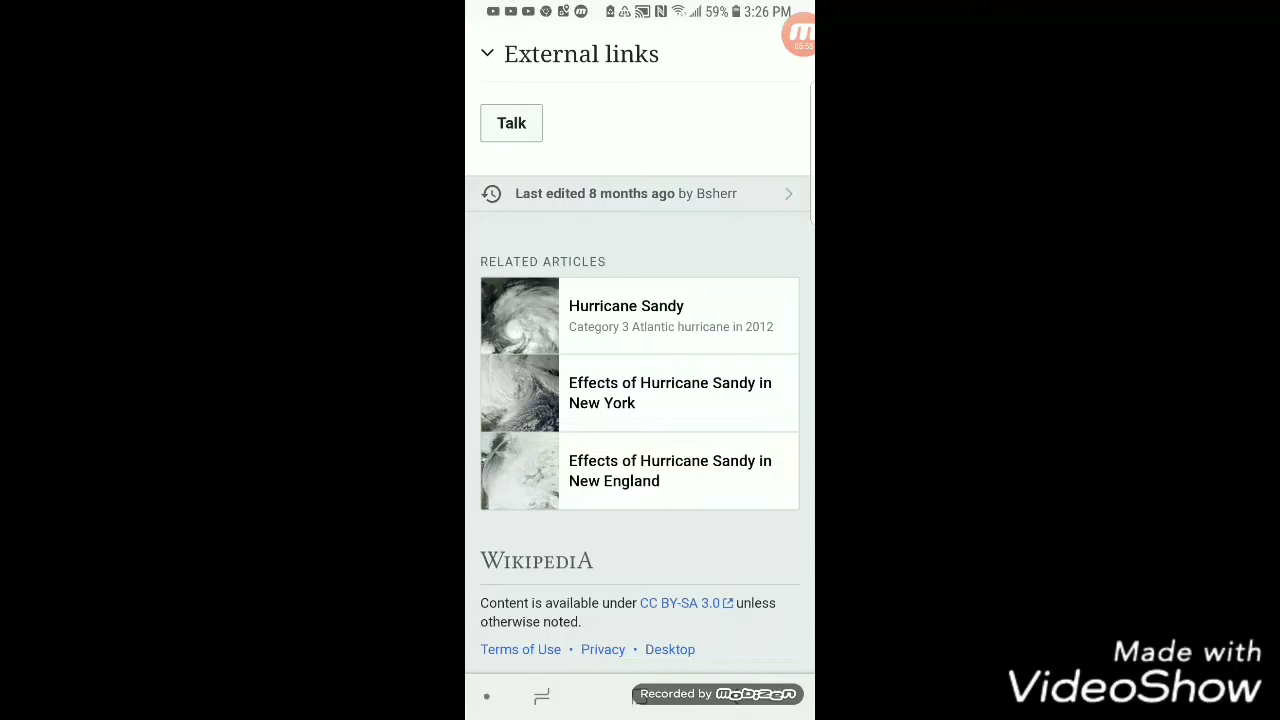 59% 3:26 PM
External links
05:55
Talk
Last edited 8 months ago by Bsherr
RELATED ARTICLES
Hurricane Sandy
Category 3 Atlantic hurricane in 2012
Effects of Hurricane Sandy in
New York
Effects of Hurricane Sandy in
New England
WIKIPEDIA
Content is available under CC BY-SA 3.0 unless
otherwise noted.
Terms of Use • Privacy • Desktop
Recorded by mobizen
Made with
VideoShow